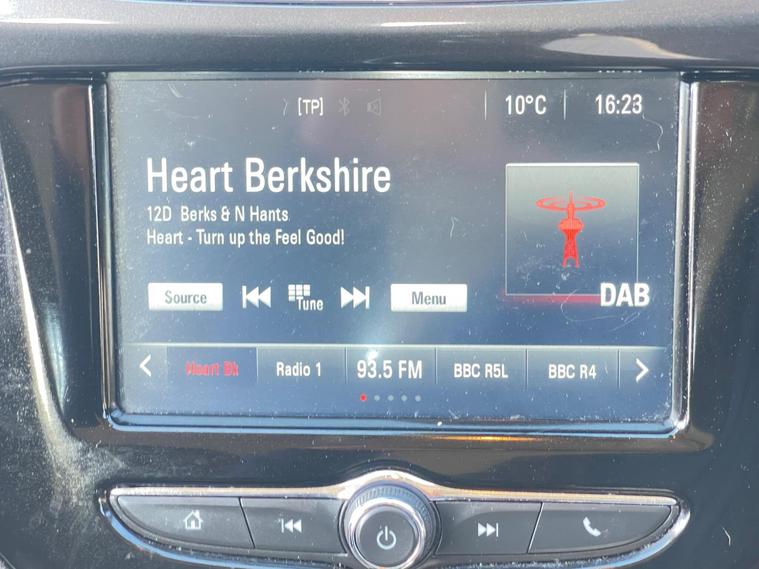 [TP] 10°C 16:23
Heart Berkshire
12D Berks & N Hants
Heart - Turn up the Feel Good!
DAB
Source Tune Menu
Heart Bk Radio 1 93.5 FM BBC R5L BBC R4